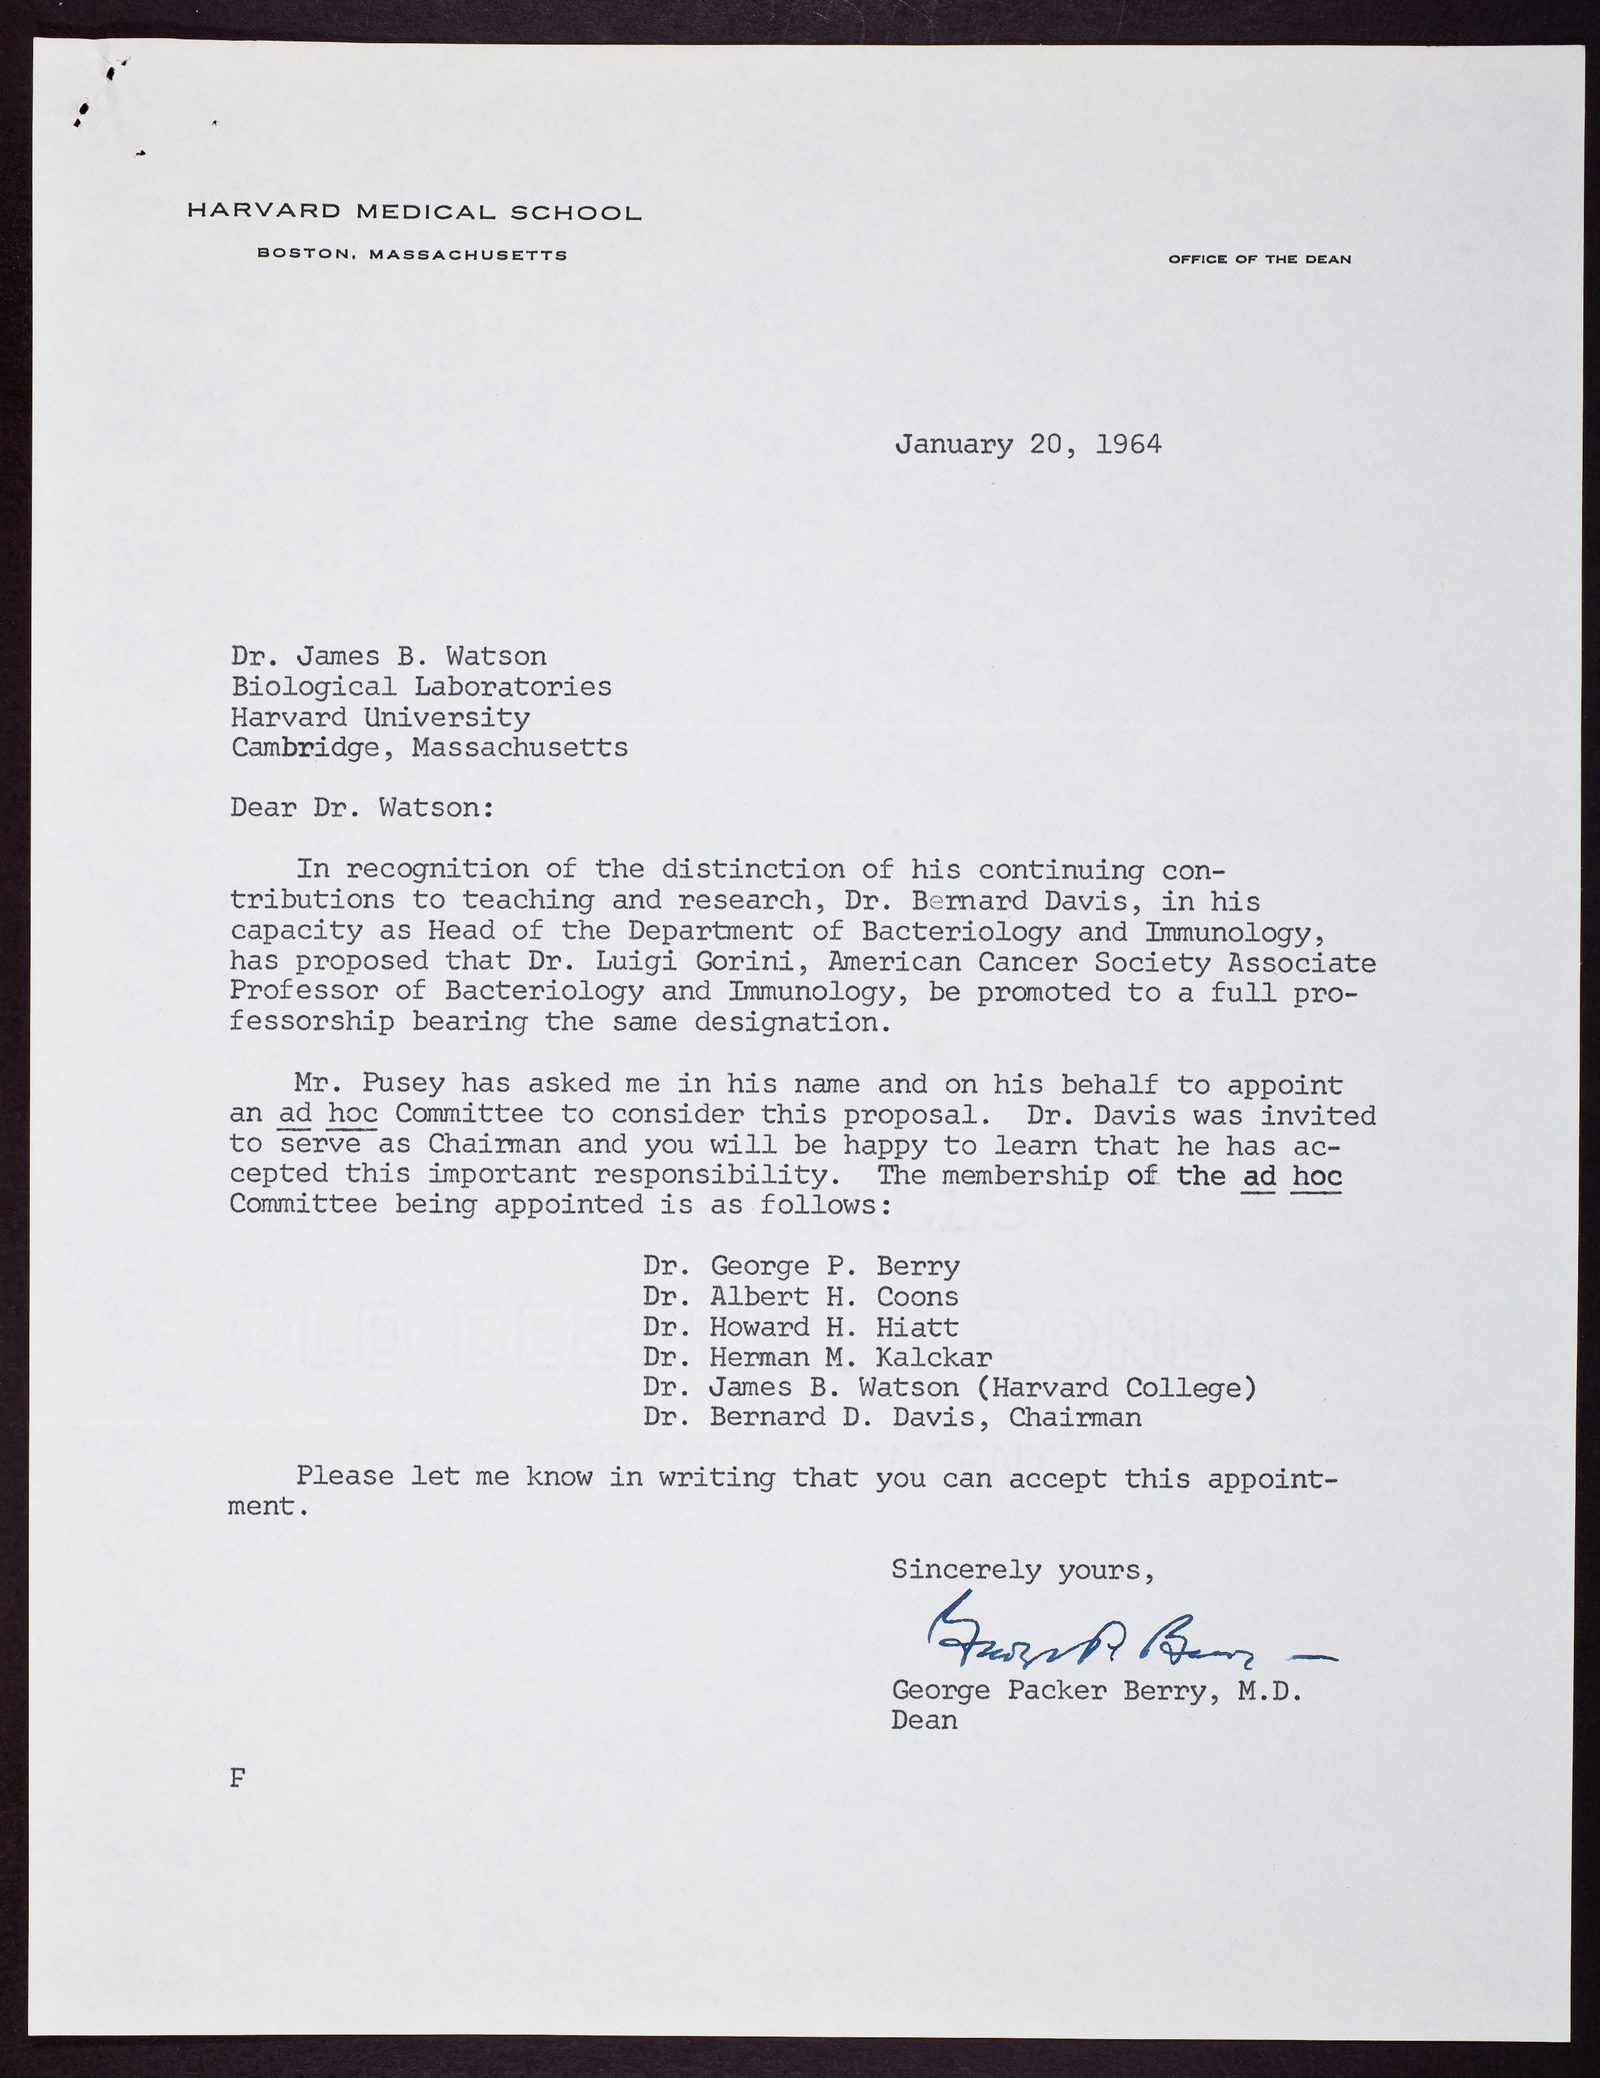 HARVARD MEDICAL SCHOOL
BOSTON, MASSACHUSETTS
OFFICE OF THE DEAN
January 20, 1964
Dr. James B. Watson
Biological Laboratories
Harvard University
Cambridge, Massachusetts
Dear Dr. Watson:
In recognition of the distinction of his continuing con-
tributions to teaching and research, Dr. Bernard Davis, in his
capacity as Head of the Department of Bacteriology and Immunology,
has proposed that Dr. Luigi Gorini, American Cancer Society Associate
Professor of Bacteriology and Immunology, be promoted to a full pro-
fessorship bearing the same designation.
Mr. Pusey has asked me in his name and on his behalf to appoint
an ad hoc Committee to consider this proposal. Dr. Davis was invited
to serve as Chairman and you will be happy to learn that he has ac-
cepted this important responsibility. The membership of the ad hoc
Committee being appointed is as follows:
Dr. George P. Berry
Dr. Albert H. Coons
Dr. Howard H. Hiatt
Dr. Herman M. Kalckar
Dr. James B. Watson (Harvard College)
Dr. Bernard D. Davis, Chairman
Please let me know in writing that you can accept this appoint-
ment.
Sincerely yours,
George P. Berry —
George Packer Berry, M.D.
Dean
F